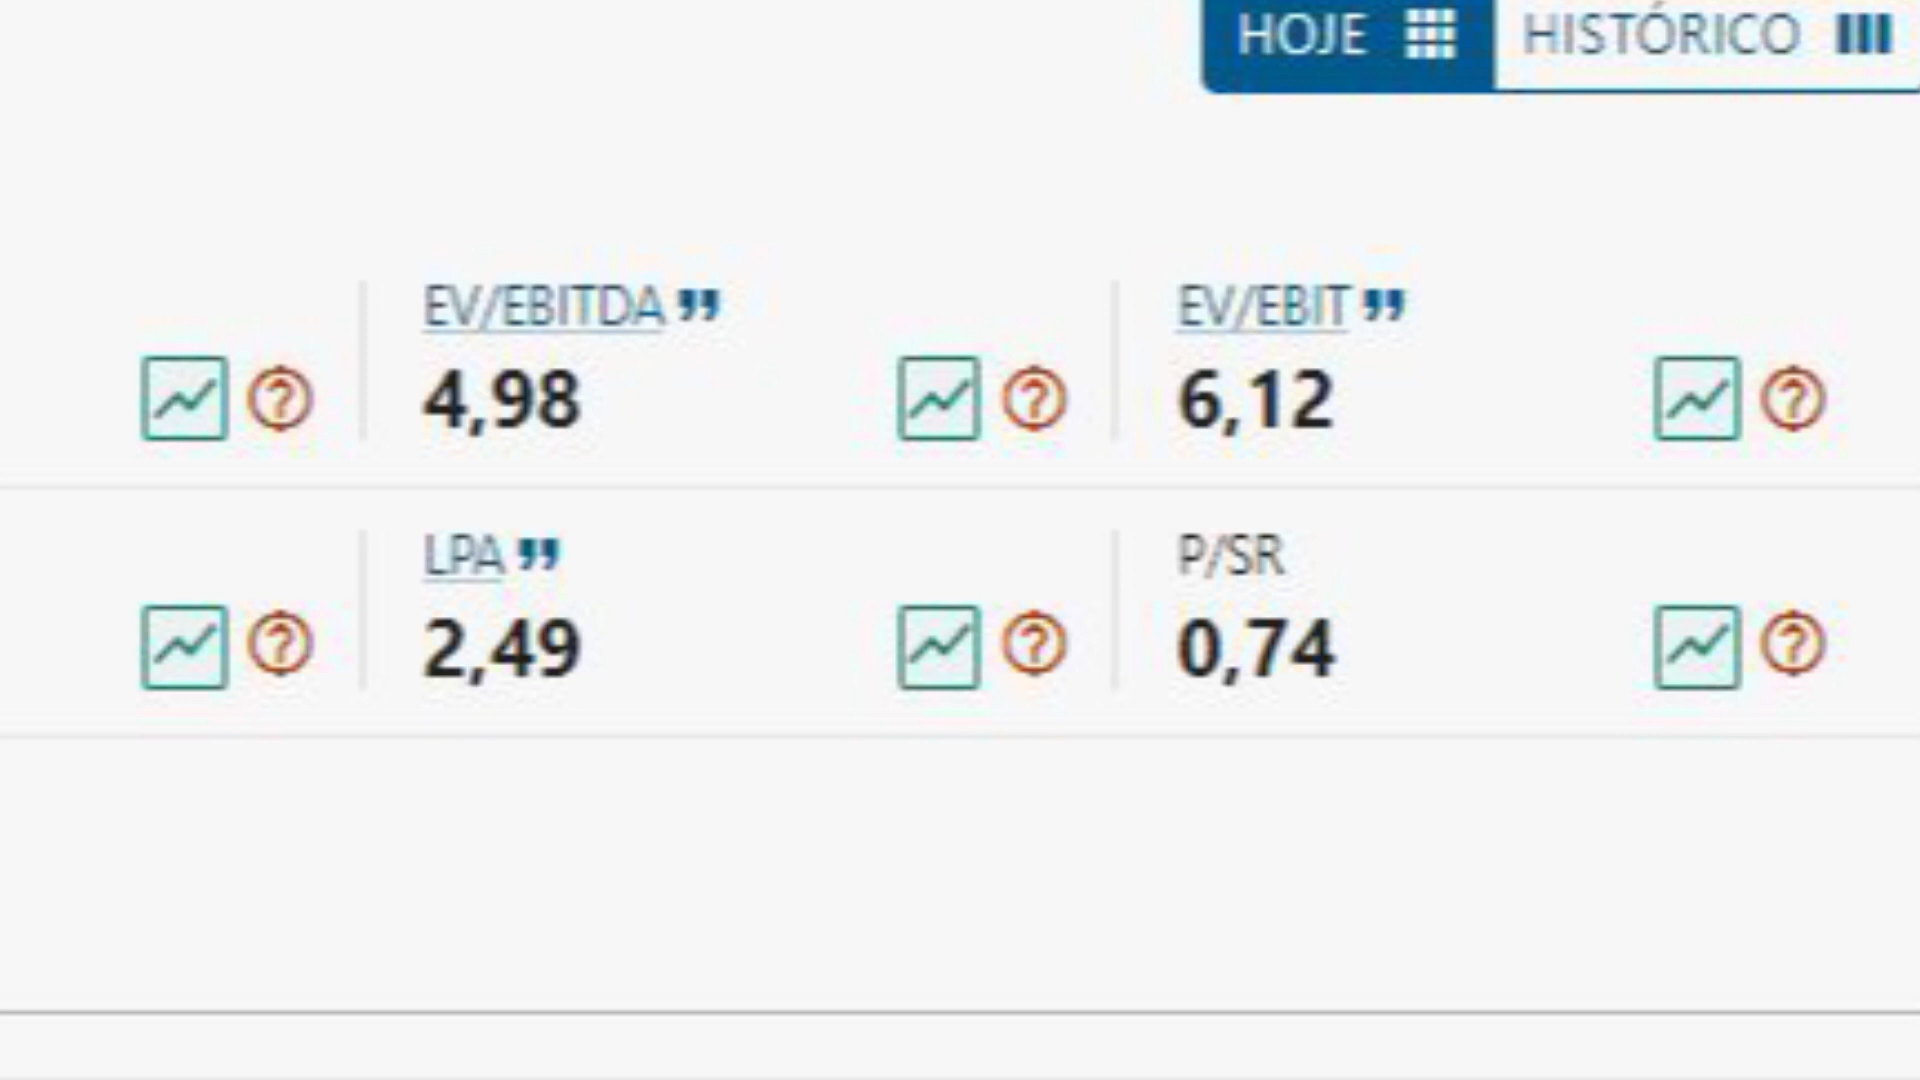 HOJE HISTÓRICO
EV/EBITDA EV/EBIT
4,98 6,12
LPA P/SR
2,49 0,74